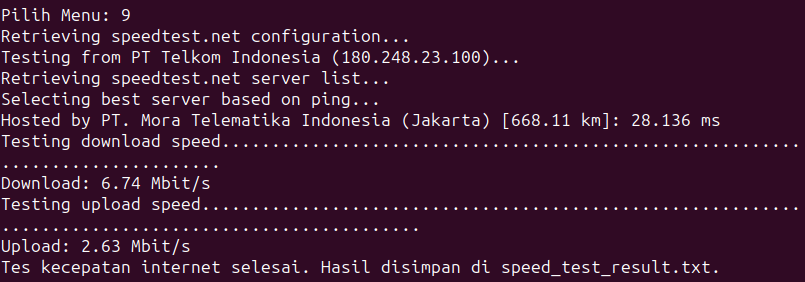 Pilih Menu: 9
Retrieving speedtest.net configuration...
Testing from PT Telkom Indonesia (180.248.23.100)...
Retrieving speedtest.net server list...
Selecting best server based on ping...
Hosted by PT. Mora Telematika Indonesia (Jakarta) [668.11 km]: 28.136 ms
Testing download speed..........................................................
......................
Download: 6.74 Mbit/s
Testing upload speed............................................................
..........................................
Upload: 2.63 Mbit/s
Tes kecepatan internet selesai. Hasil disimpan di speed_test_result.txt.